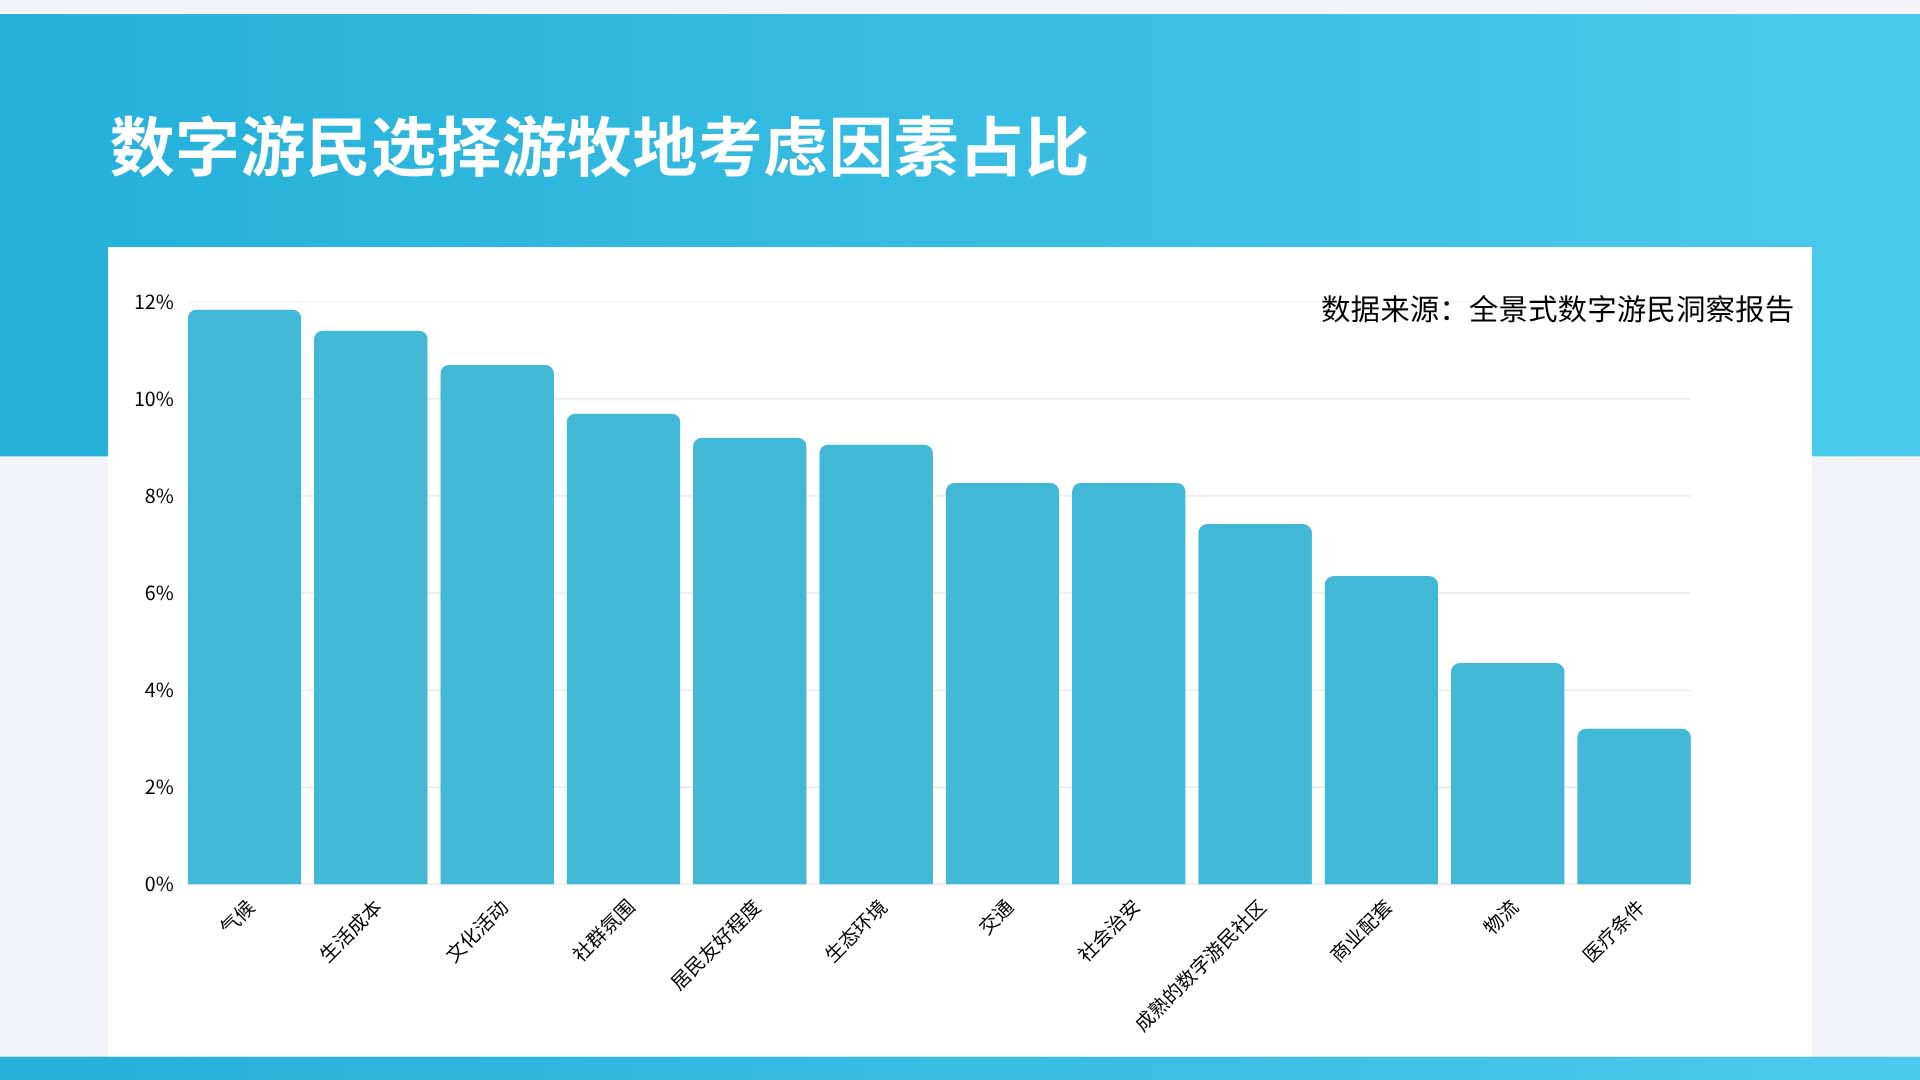 数字游民选择游牧地考虑因素占比
数据来源：全景式数字游民洞察报告
12%
10%
8%
6%
4%
2%
0%
气候
生活成本
文化活动
社群氛围
居民友好程度
生态环境
交通
社会治安
成熟的数字游民社区
商业配套
物流
医疗条件